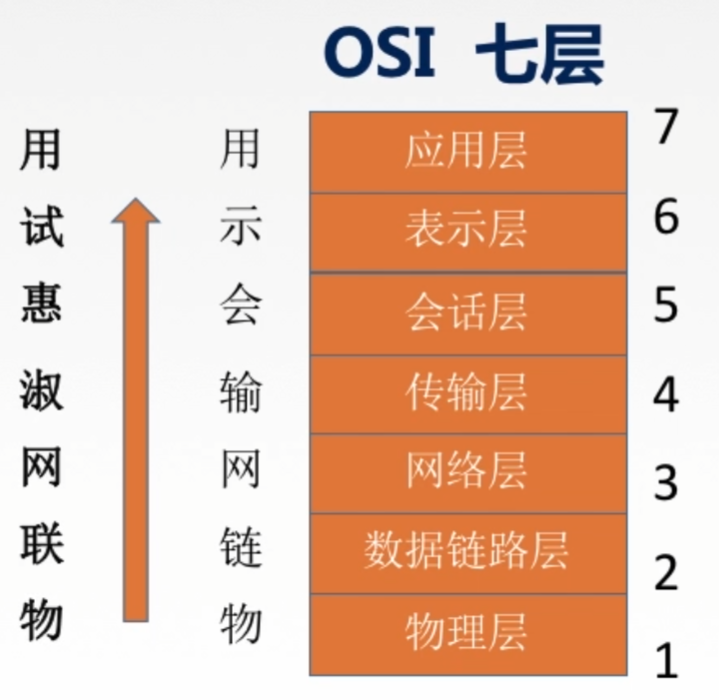 OSI 七层
用 用 应用层 7
试 示 表示层 6
惠 会 会话层 5
淑 输 传输层 4
网 网 网络层 3
联 链 数据链路层 2
物 物 物理层 1